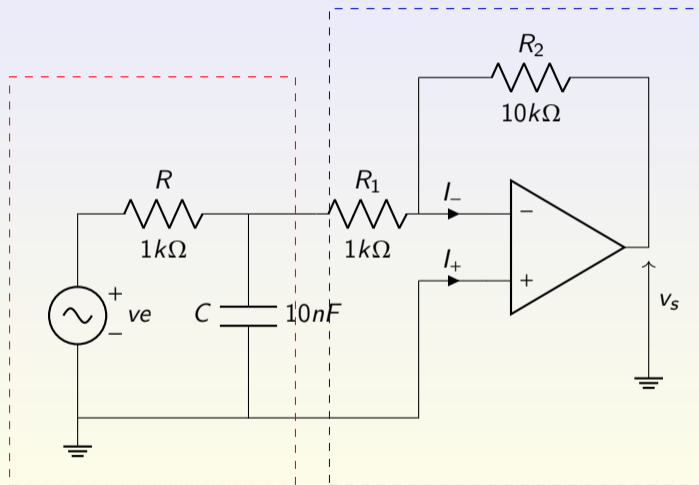 R₂
10kΩ
R
1kΩ
R₁
1kΩ
I₋
−
I₊
+
+
ve
−
C
10nF
vₛ